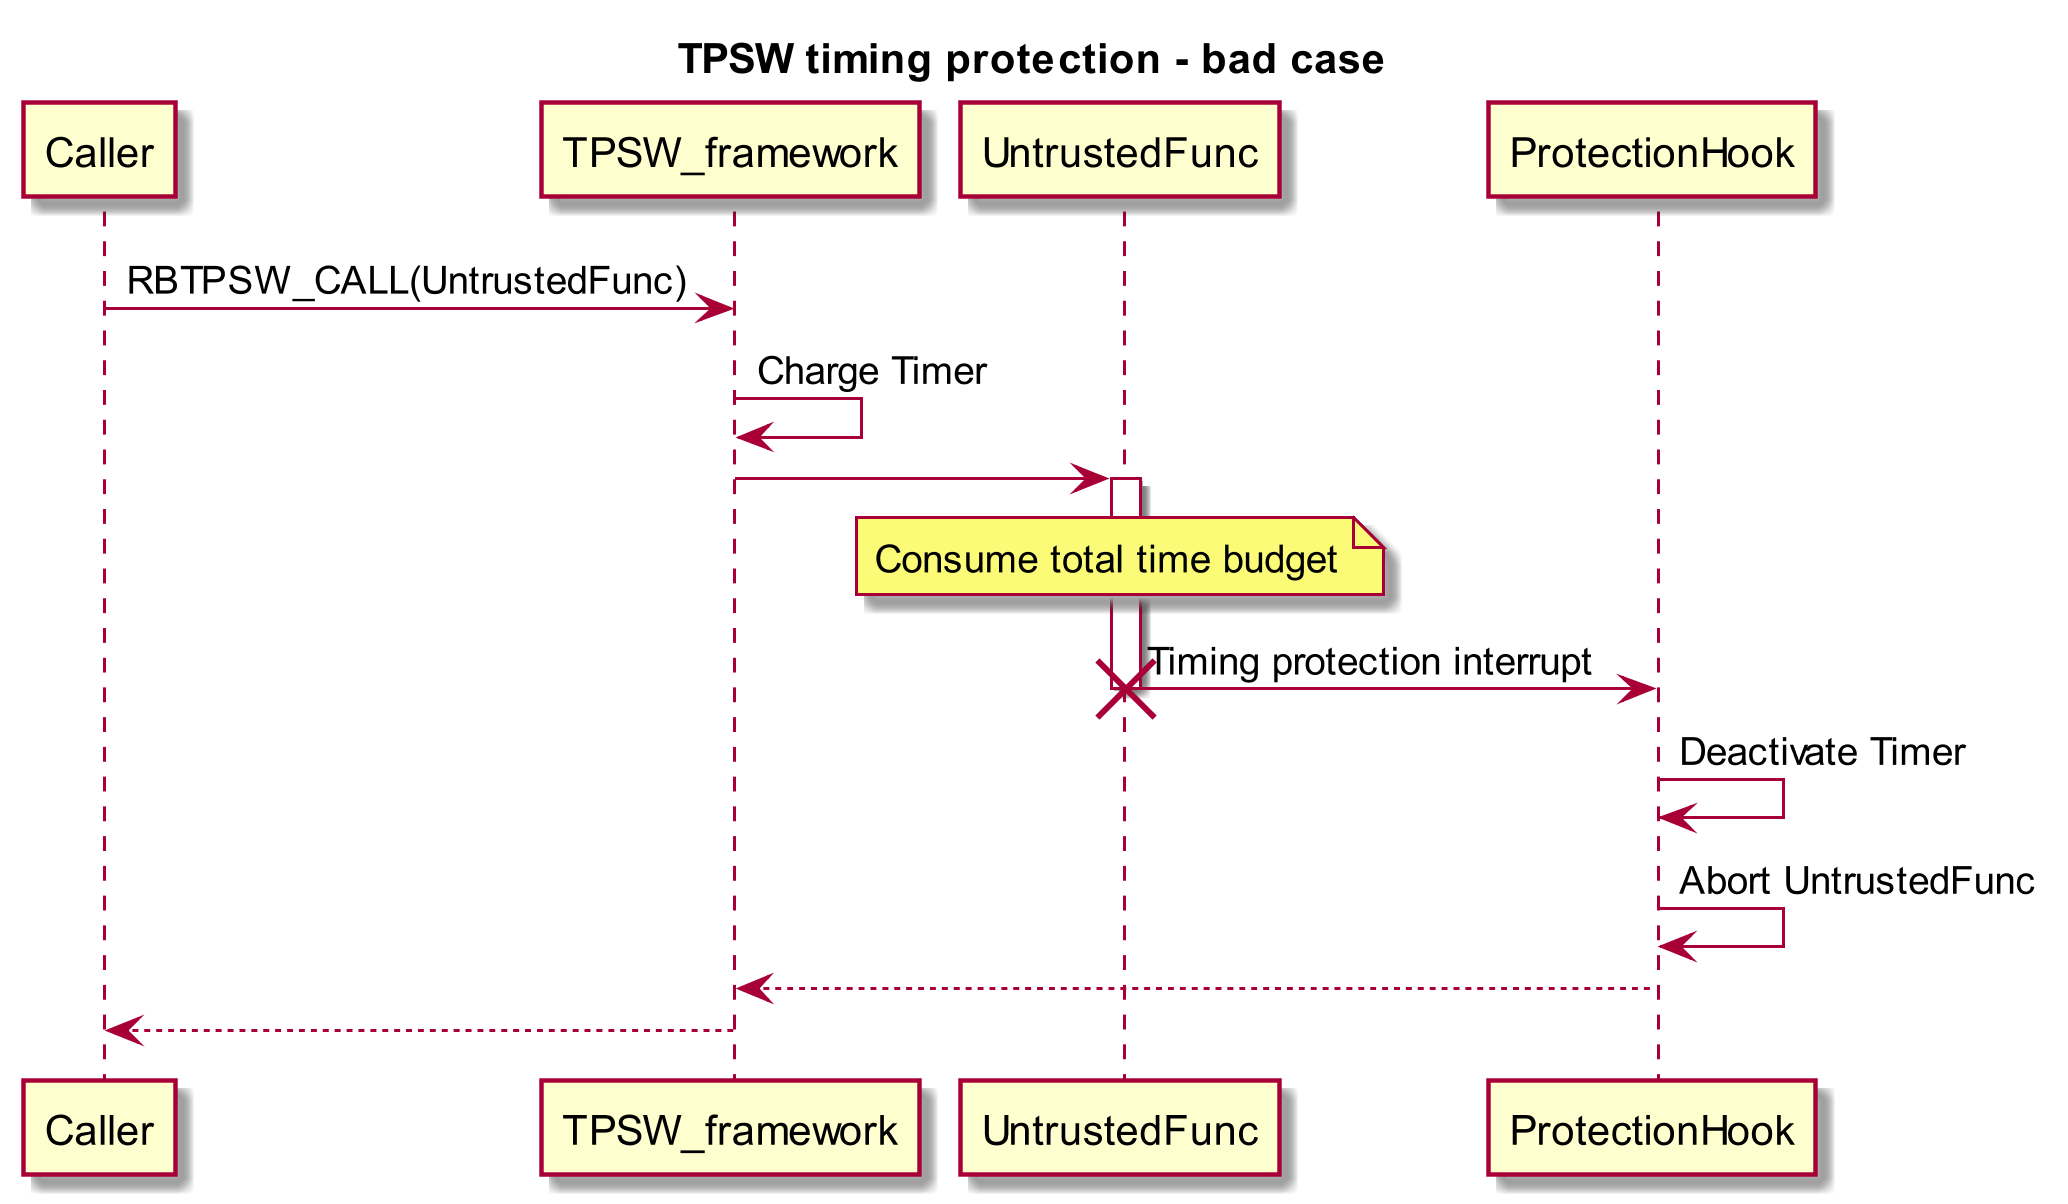 TPSW timing protection - bad case
Caller
TPSW_framework
UntrustedFunc
ProtectionHook
RBTPSW_CALL(UntrustedFunc)
Charge Timer
Consume total time budget
Timing protection interrupt
Deactivate Timer
Abort UntrustedFunc
Caller
TPSW_framework
UntrustedFunc
ProtectionHook